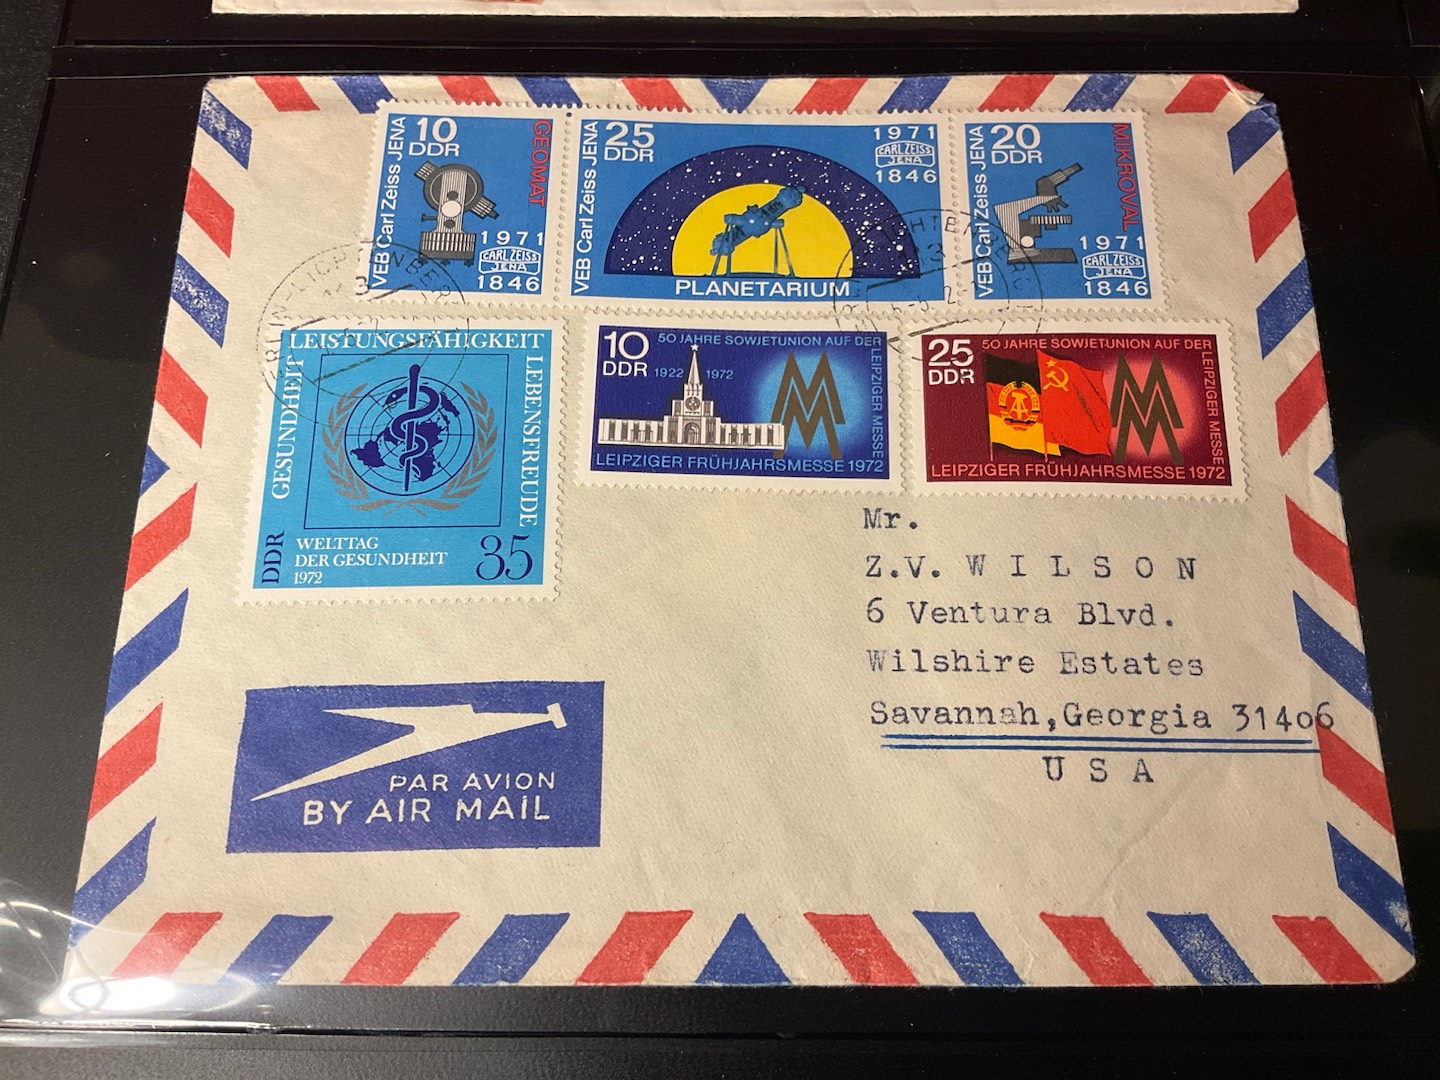 10
DDR
GEOMAT
VEB Carl Zeiss JENA
1971
CARL ZEISS
JENA
1846
25
DDR
VEB Carl Zeiss JENA
1971
CARL ZEISS
JENA
1846
PLANETARIUM
20
DDR
MIKROVAL
VEB Carl Zeiss JENA
1971
CARL ZEISS
JENA
1846
LEISTUNGSFÄHIGKEIT
GESUNDHEIT
LEBENSFREUDE
DDR
WELTTAG
DER GESUNDHEIT
1972
35
10
DDR
50 JAHRE SOWJETUNION AUF DER
LEIPZIGER MESSE
1922 1972
LEIPZIGER FRÜHJAHRSMESSE 1972
25
DDR
50 JAHRE SOWJETUNION AUF DER
LEIPZIGER MESSE
LEIPZIGER FRÜHJAHRSMESSE 1972
Mr.
Z.V. W I L S O N
6 Ventura Blvd.
Wilshire Estates
Savannah,Georgia 31406
U S A
PAR AVION
BY AIR MAIL